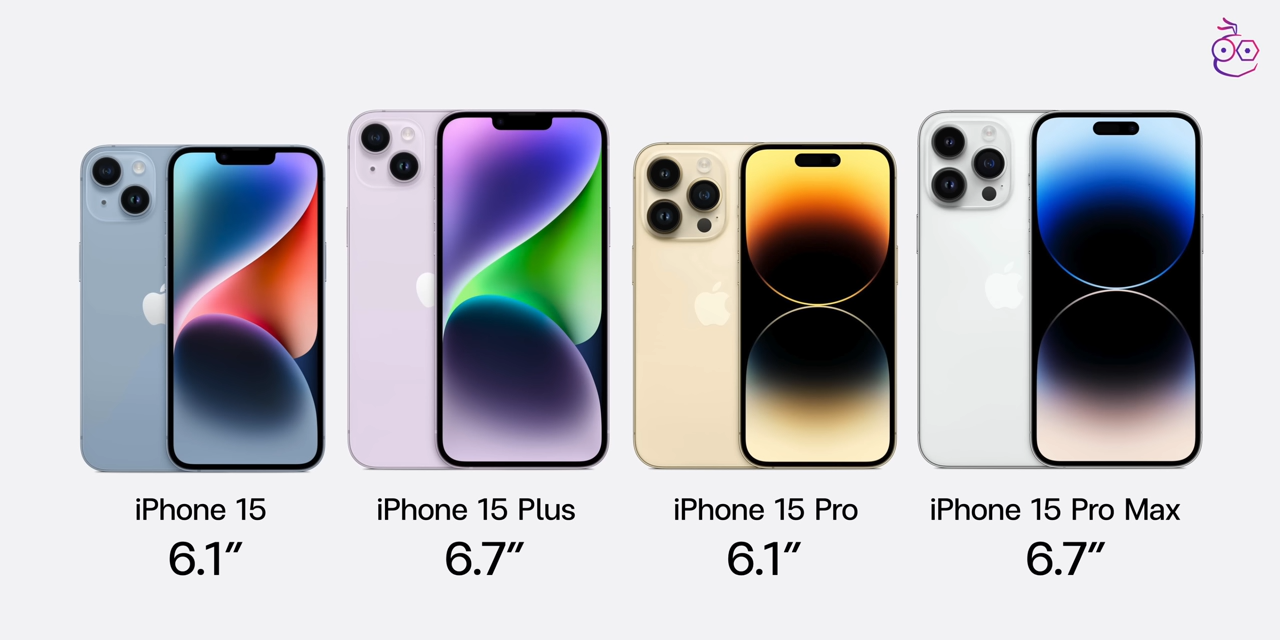 iPhone 15
6.1″
iPhone 15 Plus
6.7″
iPhone 15 Pro
6.1″
iPhone 15 Pro Max
6.7″